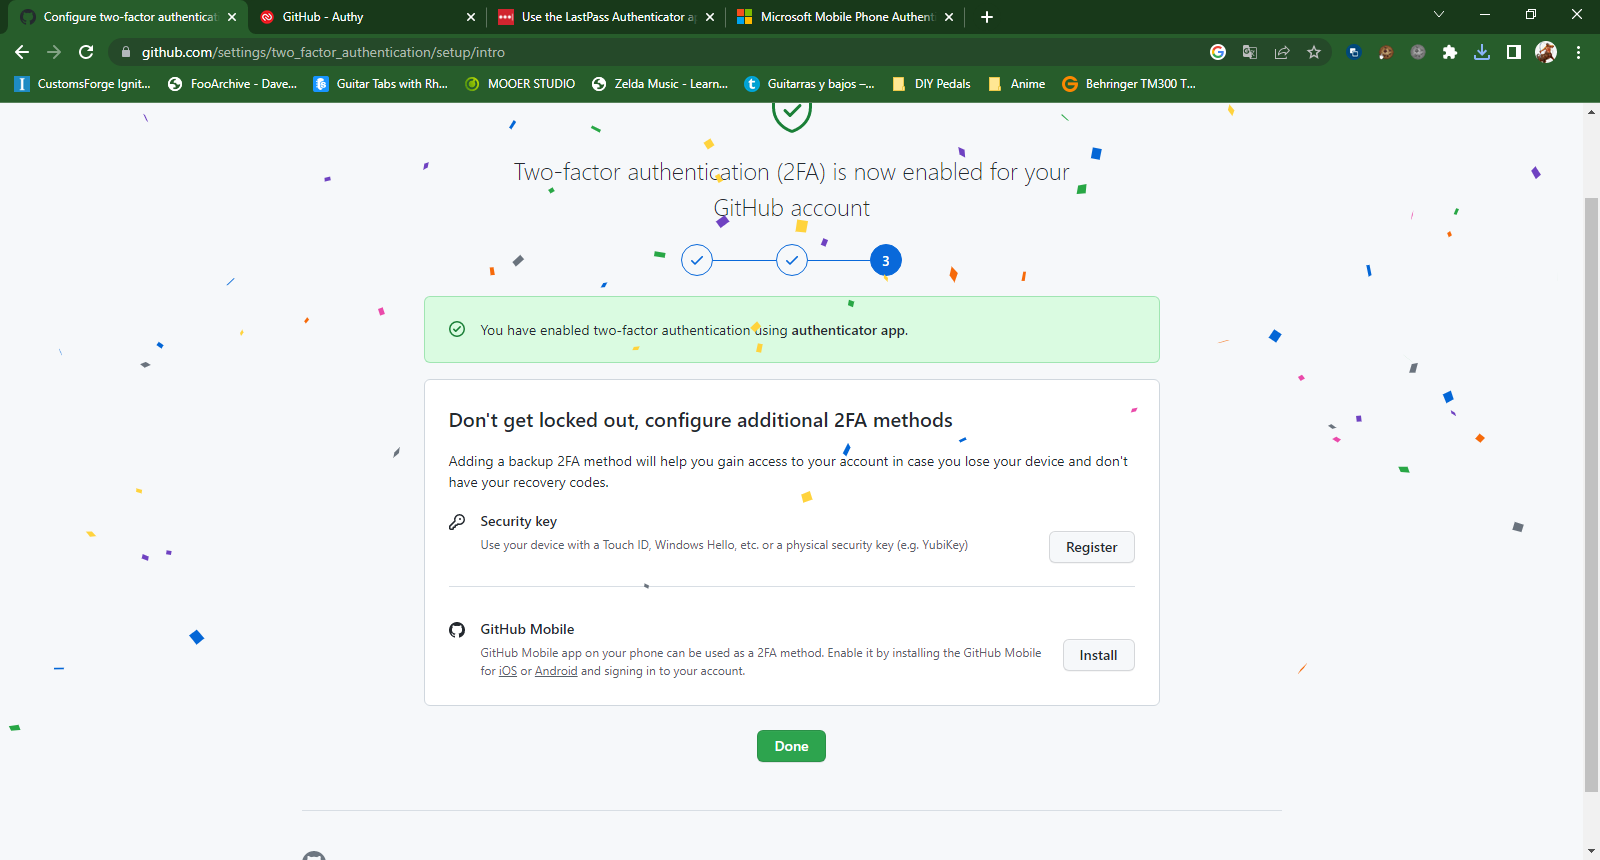 Configure two-factor authenticat
GitHub - Authy
Use the LastPass Authenticator a
Microsoft Mobile Phone Authent
github.com/settings/two_factor_authentication/setup/intro
CustomsForge Ignit...
FooArchive - Dave...
Guitar Tabs with Rh...
MOOER STUDIO
Zelda Music - Learn...
Guitarras y bajos –...
DIY Pedals
Anime
Behringer TM300 T...
Two-factor authentication (2FA) is now enabled for your
GitHub account
3
You have enabled two-factor authentication using authenticator app.
Don't get locked out, configure additional 2FA methods
Adding a backup 2FA method will help you gain access to your account in case you lose your device and don't
have your recovery codes.
Security key
Use your device with a Touch ID, Windows Hello, etc. or a physical security key (e.g. YubiKey)
Register
GitHub Mobile
GitHub Mobile app on your phone can be used as a 2FA method. Enable it by installing the GitHub Mobile
for iOS or Android and signing in to your account.
Install
Done